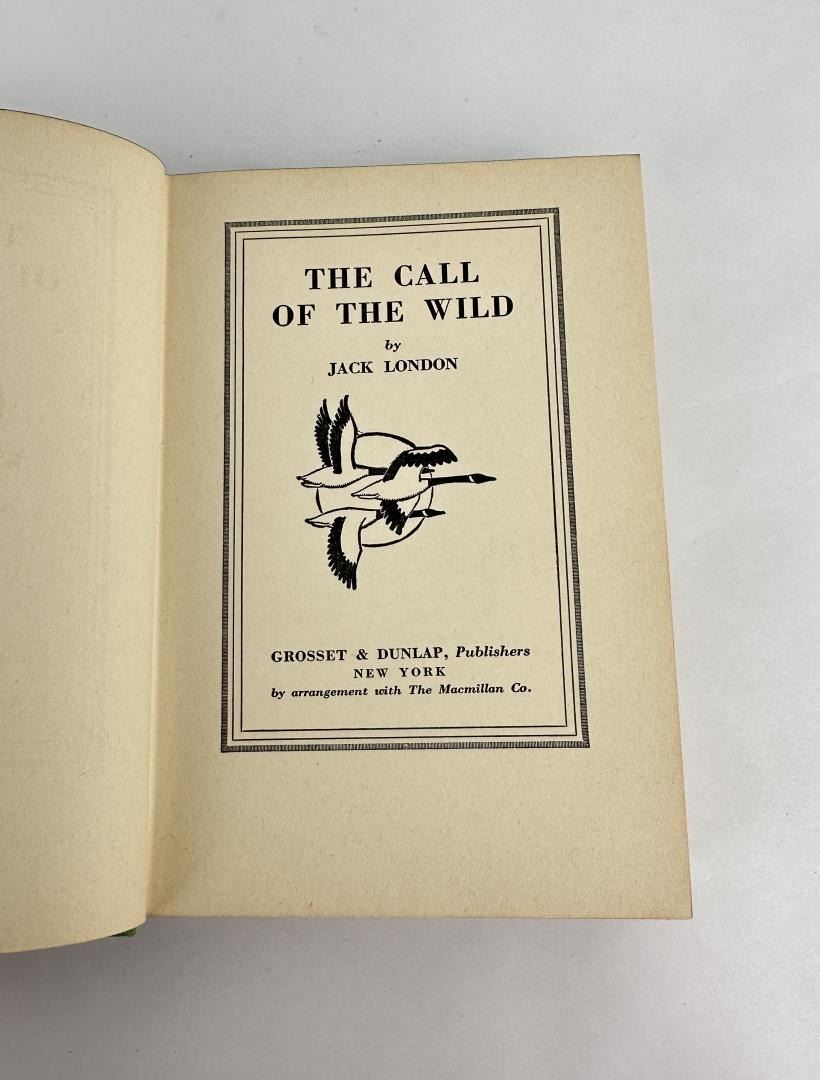 THE CALL
OF THE WILD
by
JACK LONDON
GROSSET & DUNLAP, Publishers
NEW YORK
by arrangement with The Macmillan Co.